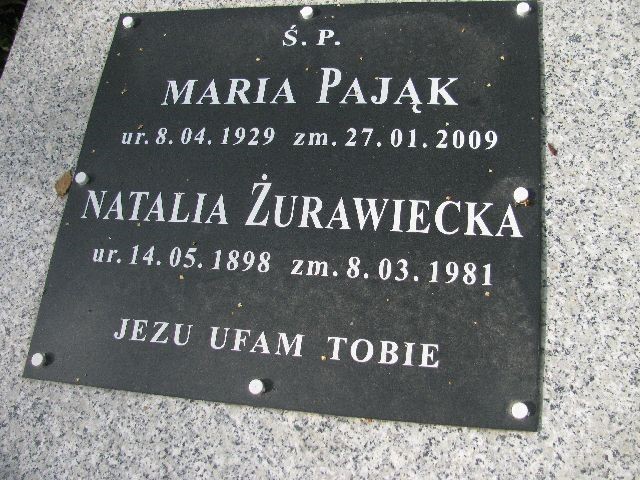 Ś. P.
MARIA PAJĄK
ur. 8. 04. 1929 zm. 27. 01. 2009
NATALIA ŻURAWIECKA
ur. 14. 05. 1898 zm. 8. 03. 1981
JEZU UFAM TOBIE